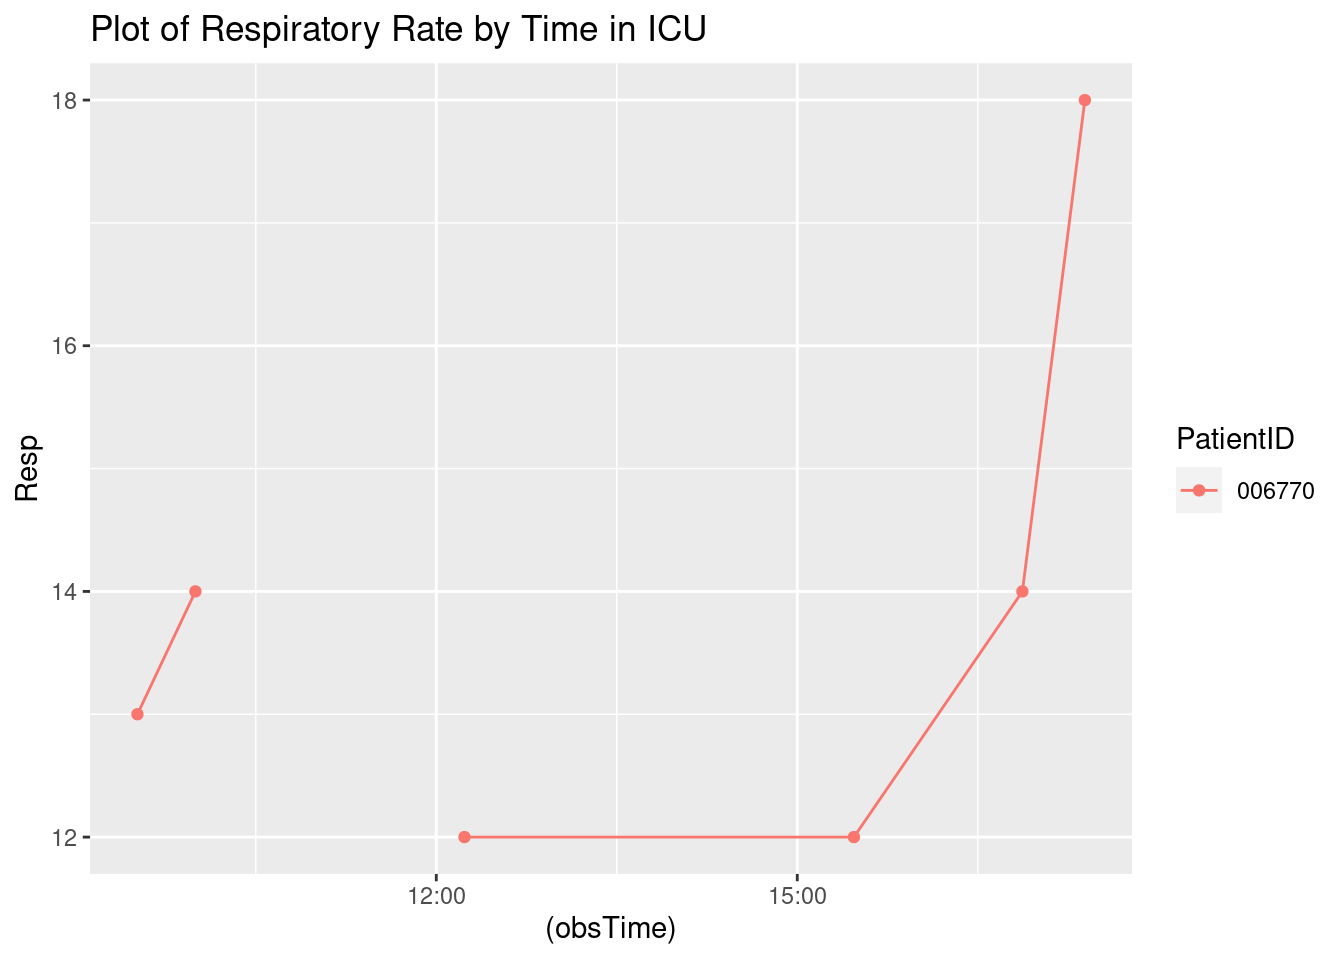 Plot of Respiratory Rate by Time in ICU
18
16
14
12
Resp
12:00
15:00
(obsTime)
PatientID
006770